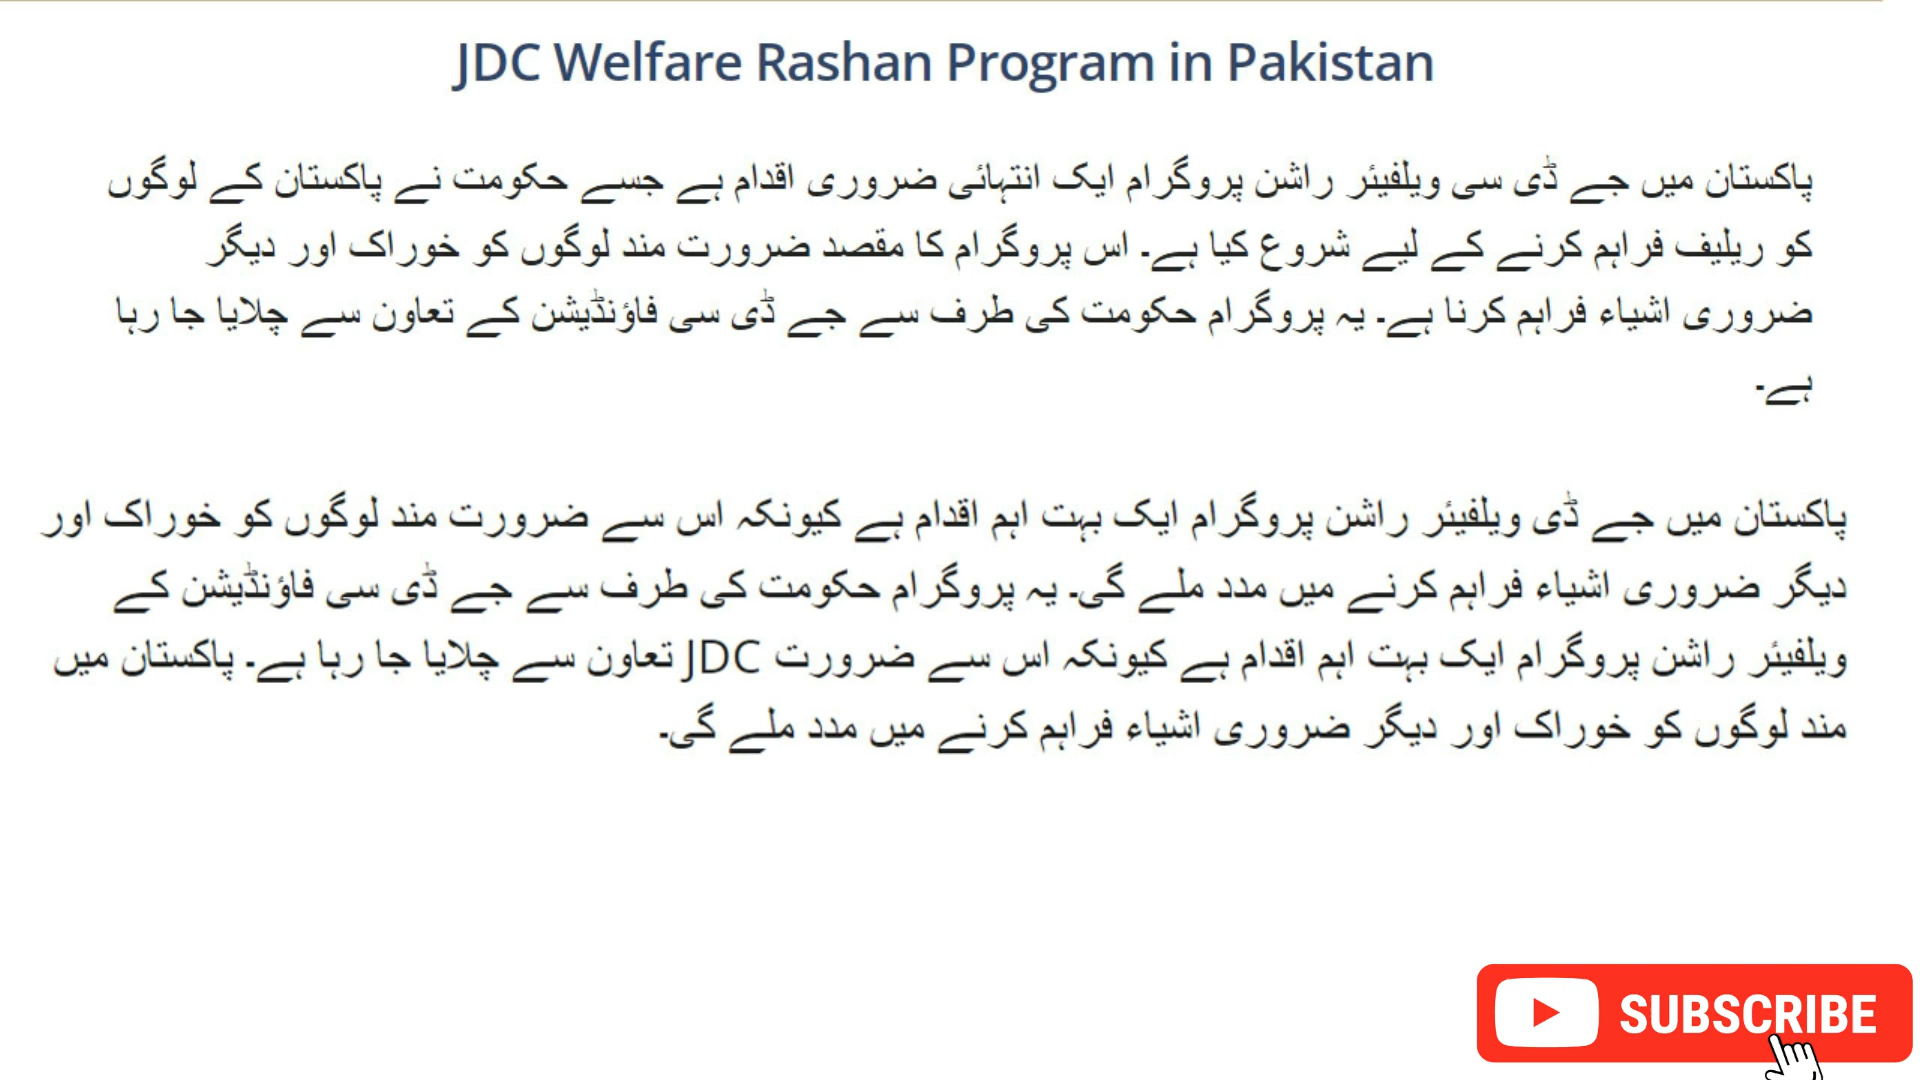 JDC Welfare Rashan Program in Pakistan
پاکستان میں جے ڈی سی ویلفیئر راشن پروگرام ایک انتہائی ضروری اقدام ہے جسے حکومت نے پاکستان کے لوگوں
کو ریلیف فراہم کرنے کے لیے شروع کیا ہے۔ اس پروگرام کا مقصد ضرورت مند لوگوں کو خوراک اور دیگر
ضروری اشیاء فراہم کرنا ہے۔ یہ پروگرام حکومت کی طرف سے جے ڈی سی فاؤنڈیشن کے تعاون سے چلایا جا رہا
ہے۔
پاکستان میں جے ڈی ویلفیئر راشن پروگرام ایک بہت اہم اقدام ہے کیونکہ اس سے ضرورت مند لوگوں کو خوراک اور
دیگر ضروری اشیاء فراہم کرنے میں مدد ملے گی۔ یہ پروگرام حکومت کی طرف سے جے ڈی سی فاؤنڈیشن کے
ویلفیئر راشن پروگرام ایک بہت اہم اقدام ہے کیونکہ اس سے ضرورت JDC تعاون سے چلایا جا رہا ہے۔ پاکستان میں
مند لوگوں کو خوراک اور دیگر ضروری اشیاء فراہم کرنے میں مدد ملے گی۔
SUBSCRIBE